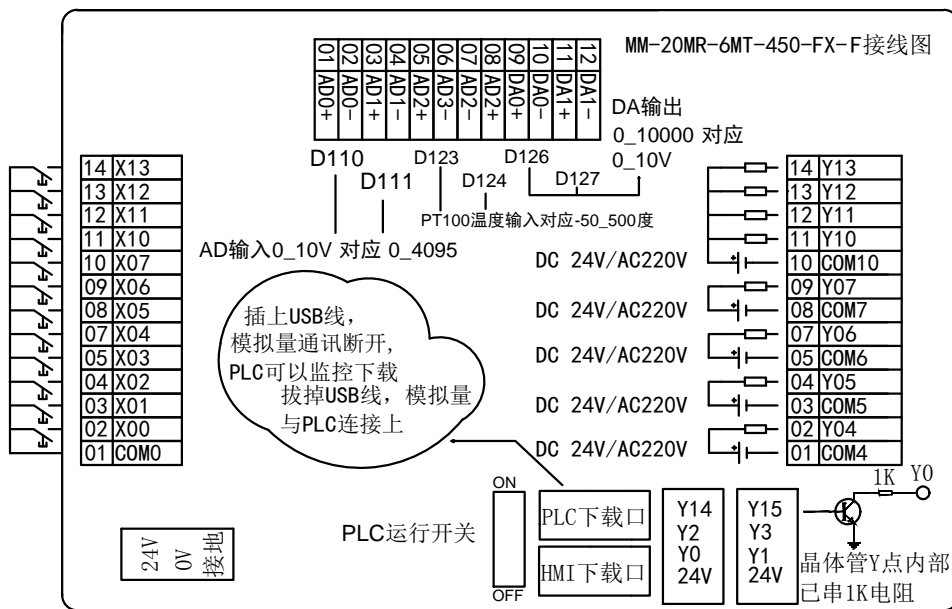 MM-20MR-6MT-450-FX-F接线图
01 AD0+
02 AD0-
03 AD1+
04 AD1-
05 AD2+
06 AD3-
07 AD2-
08 AD2+
09 DA0+
10 DA0-
11 DA1+
12 DA1-
DA输出
0_10000 对应
0_10V
D110
D111
D123
D124
D126
D127
PT100温度输入对应-50_500度
AD输入0_10V 对应 0_4095
14 X13
13 X12
12 X11
11 X10
10 X07
09 X06
08 X05
07 X04
05 X03
04 X02
03 X01
02 X00
01 COM0
插上USB线，
模拟量通讯断开,
PLC可以监控下载
拔掉USB线，模拟量
与PLC连接上
DC 24V/AC220V
DC 24V/AC220V
DC 24V/AC220V
DC 24V/AC220V
DC 24V/AC220V
14 Y13
13 Y12
12 Y11
11 Y10
10 COM10
09 Y07
08 COM7
07 Y06
05 COM6
04 Y05
03 COM5
02 Y04
01 COM4
24V
0V
接地
PLC运行开关
ON
OFF
PLC下载口
HMI下载口
Y14
Y2
Y0
24V
Y15
Y3
Y1
24V
1K
Y0
晶体管Y点内部
已串1K电阻